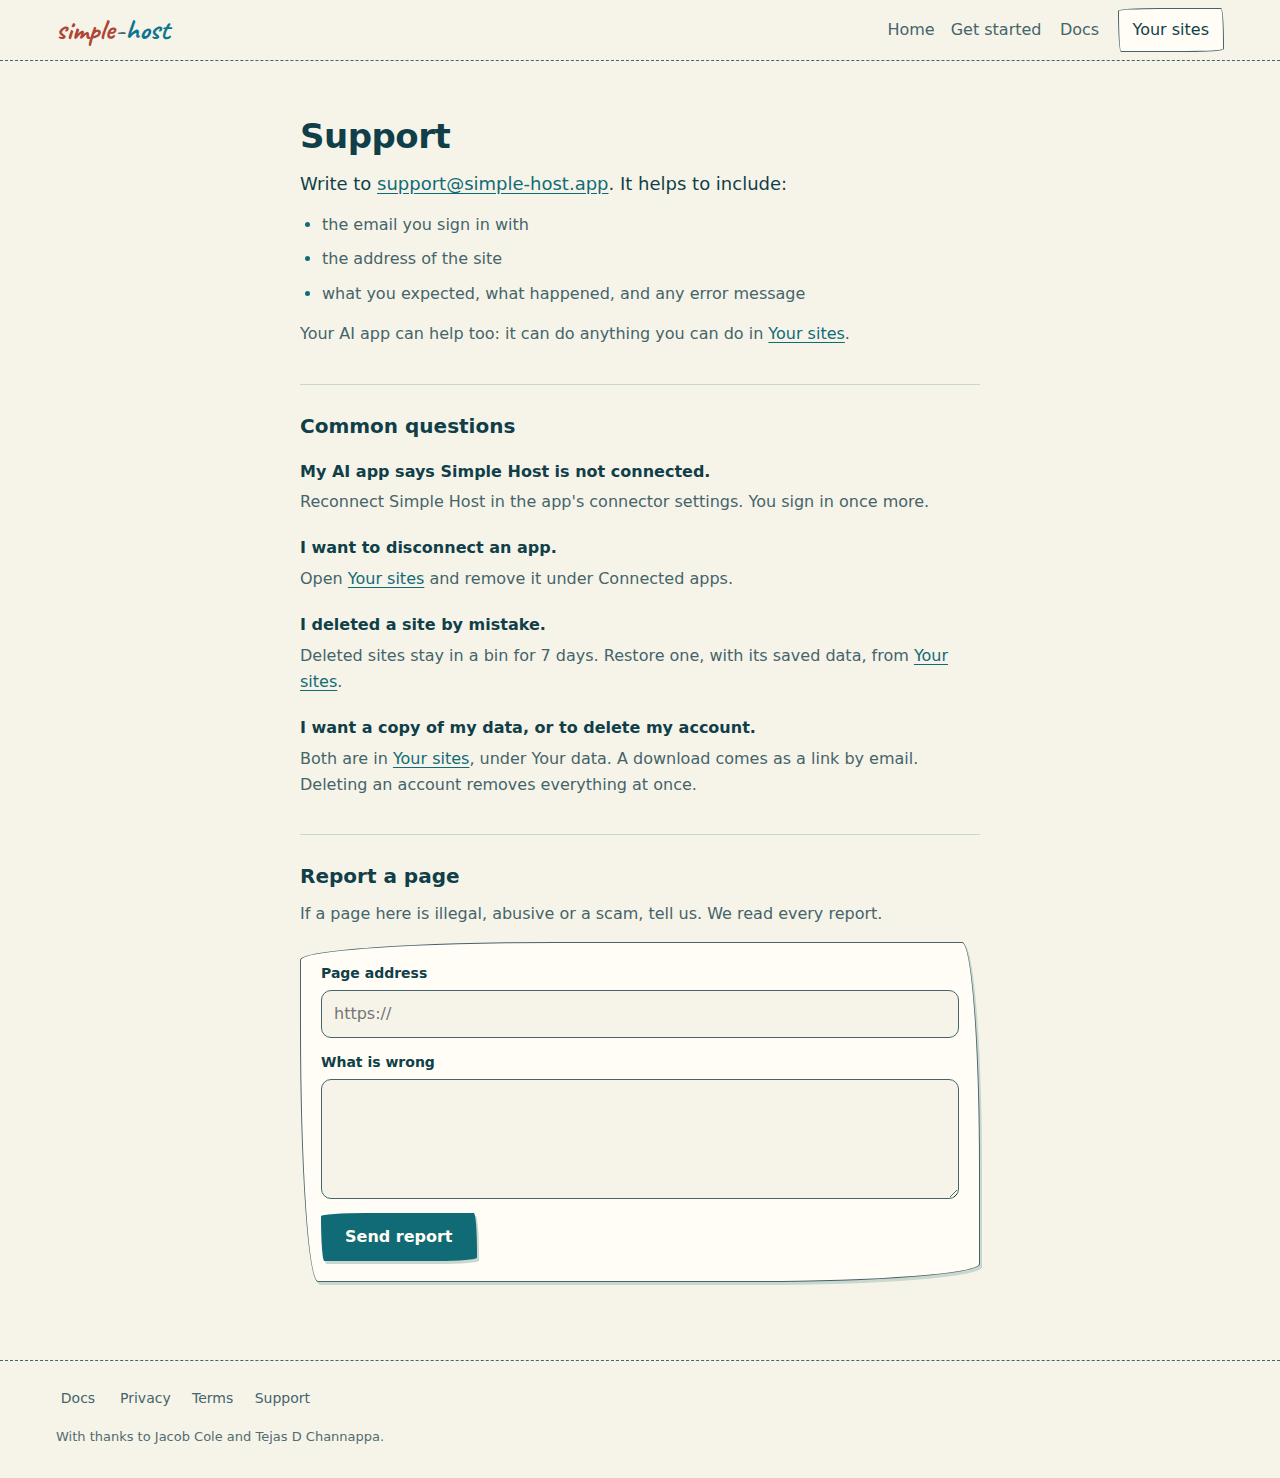 simple-host
Home Get started Docs Your sites
Support
Write to support@simple-host.app. It helps to include:
• the email you sign in with
• the address of the site
• what you expected, what happened, and any error message
Your AI app can help too: it can do anything you can do in Your sites.
Common questions
My AI app says Simple Host is not connected.
Reconnect Simple Host in the app's connector settings. You sign in once more.
I want to disconnect an app.
Open Your sites and remove it under Connected apps.
I deleted a site by mistake.
Deleted sites stay in a bin for 7 days. Restore one, with its saved data, from Your
sites.
I want a copy of my data, or to delete my account.
Both are in Your sites, under Your data. A download comes as a link by email.
Deleting an account removes everything at once.
Report a page
If a page here is illegal, abusive or a scam, tell us. We read every report.
Page address
https://
What is wrong
Send report
Docs Privacy Terms Support
With thanks to Jacob Cole and Tejas D Channappa.